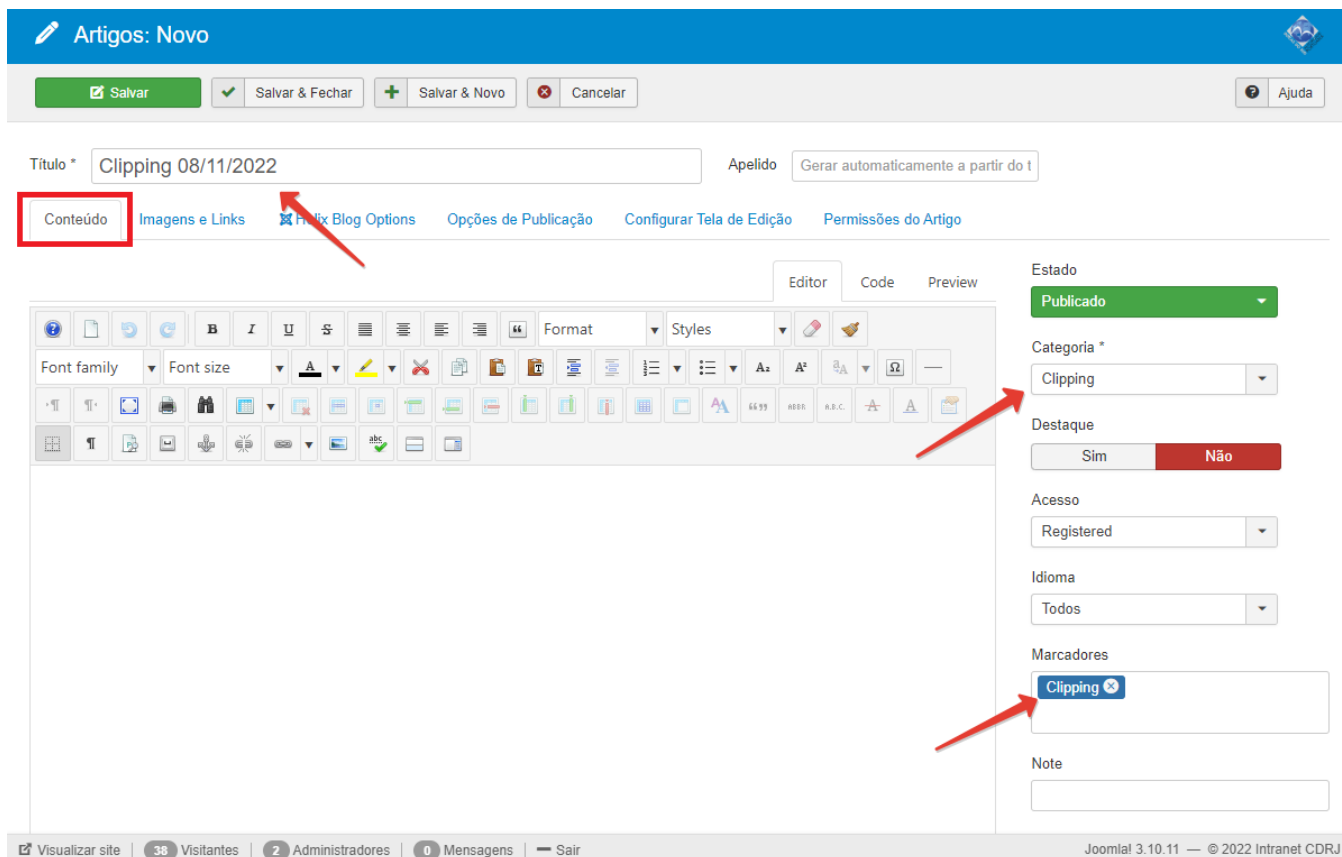 Artigos: Novo
Salvar Salvar & Fechar Salvar & Novo Cancelar Ajuda
Título * Clipping 08/11/2022 Apelido Gerar automaticamente a partir do t
Conteúdo Imagens e Links Helix Blog Options Opções de Publicação Configurar Tela de Edição Permissões do Artigo
Editor Code Preview
Estado
Publicado
B I U S Format Styles
Categoria *
Font family Font size A A₂ A² Ω
Clipping
Destaque
Sim Não
Acesso
Registered
Idioma
Todos
Marcadores
Clipping
Note
Visualizar site | 38 Visitantes | 2 Administradores | 0 Mensagens | Sair Joomla! 3.10.11 — © 2022 Intranet CDRJ